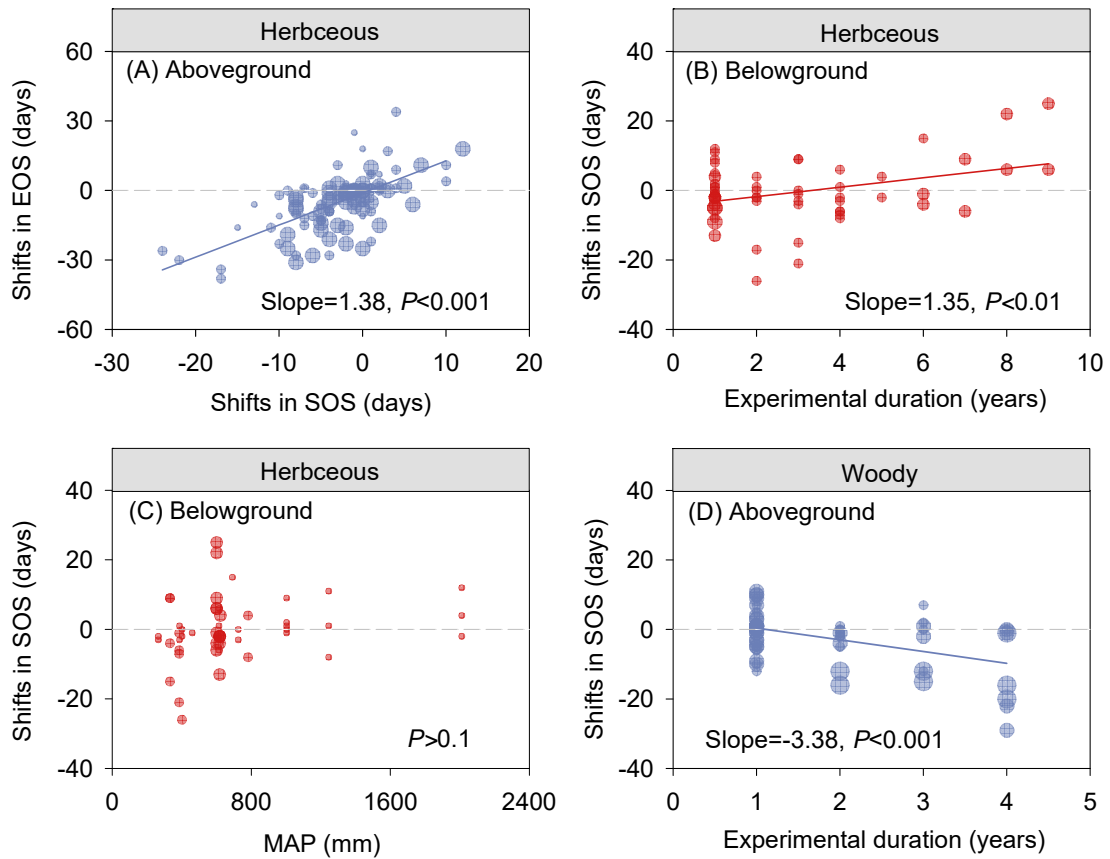 Herbceous
(A) Aboveground
Shifts in EOS (days)
60
30
0
-30
-60
Slope=1.38, P<0.001
-30 -20 -10 0 10 20
Shifts in SOS (days)
Herbceous
(B) Belowground
Shifts in SOS (days)
40
20
0
-20
-40
Slope=1.35, P<0.01
0 2 4 6 8 10
Experimental duration (years)
Herbceous
(C) Belowground
Shifts in SOS (days)
40
20
0
-20
-40
P>0.1
0 800 1600 2400
MAP (mm)
Woody
(D) Aboveground
Shifts in SOS (days)
40
20
0
-20
-40
Slope=-3.38, P<0.001
0 1 2 3 4 5
Experimental duration (years)